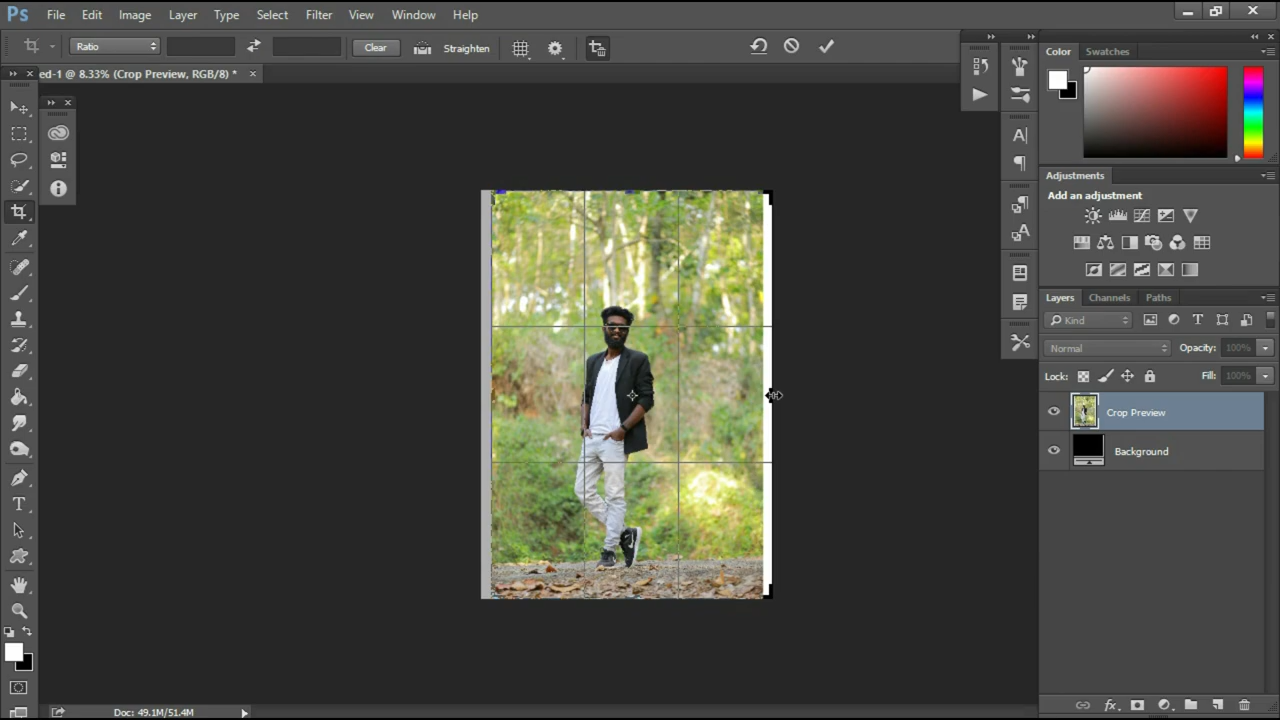 Ps File Edit Image Layer Type Select Filter View Window Help
Ratio Clear Straighten
ed-1 @ 8.33% (Crop Preview, RGB/8) * ×
Color Swatches
Adjustments
Add an adjustment
Layers Channels Paths
Kind
Normal Opacity: 100%
Lock: Fill: 100%
Crop Preview
Background
Doc: 49.1M/51.4M